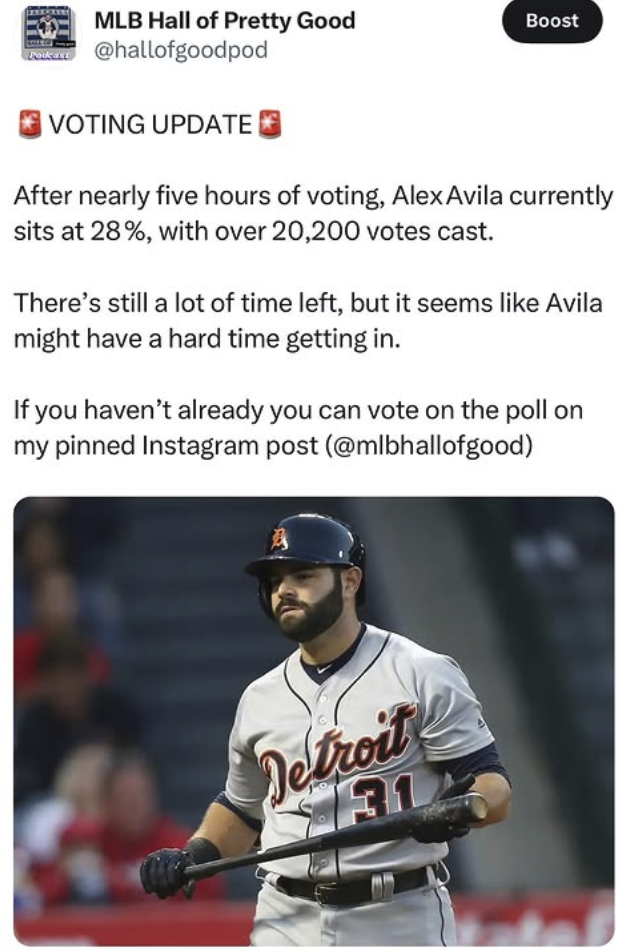 MLB Hall of Pretty Good
Boost
@hallofgoodpod
Podcast
🚨 VOTING UPDATE 🚨
After nearly five hours of voting, Alex Avila currently
sits at 28%, with over 20,200 votes cast.
There's still a lot of time left, but it seems like Avila
might have a hard time getting in.
If you haven't already you can vote on the poll on
my pinned Instagram post (@mlbhallofgood)
D
Detroit
31